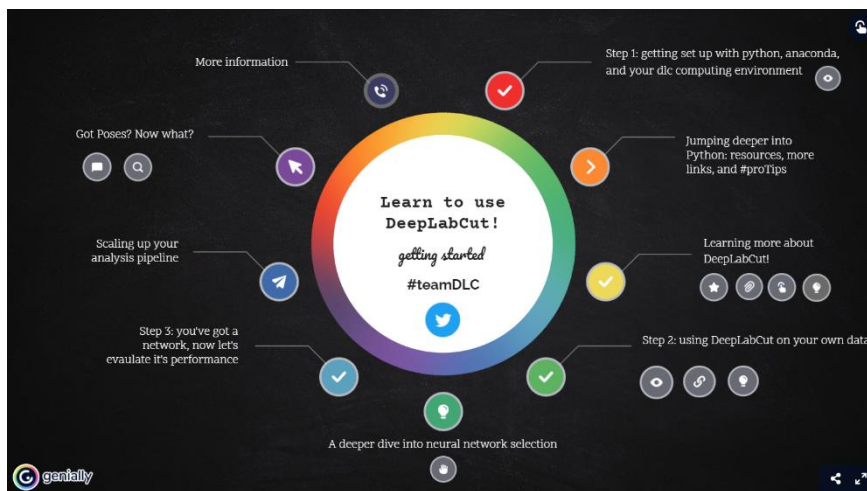 More information
Step 1: getting set up with python, anaconda,
and your dlc computing environment
Got Poses? Now what?
Jumping deeper into
Python: resources, more
links, and #proTips
Learn to use
DeepLabCut!
getting started
#teamDLC
Scaling up your
analysis pipeline
Learning more about
DeepLabCut!
Step 3: you've got a
network, now let's
evaulate it's performance
Step 2: using DeepLabCut on your own data
A deeper dive into neural network selection
genially